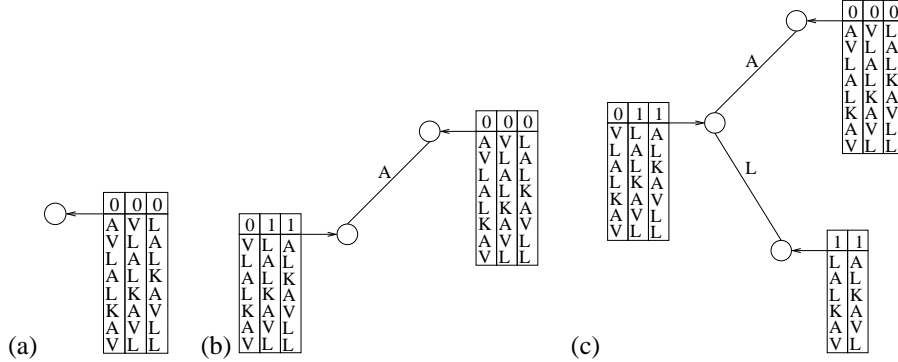 0 0 0
A V L
V L A
L A L
A L K
L K A
K A V
A V L
V L L
(a)
A
0 0 0
A V L
V L A
L A L
A L K
L K A
K A V
A V L
V L L
0 1 1
V L A
L A L
A L K
L K A
K A V
A V L
V L L
(b)
0 0 0
A V L
V L A
L A L
A L K
L K A
K A V
A V L
V L L
A
0 1 1
V L A
L A L
A L K
L K A
K A V
A V L
V L L
L
1 1
L A
A L
L K
K A
A V
V L
(c)